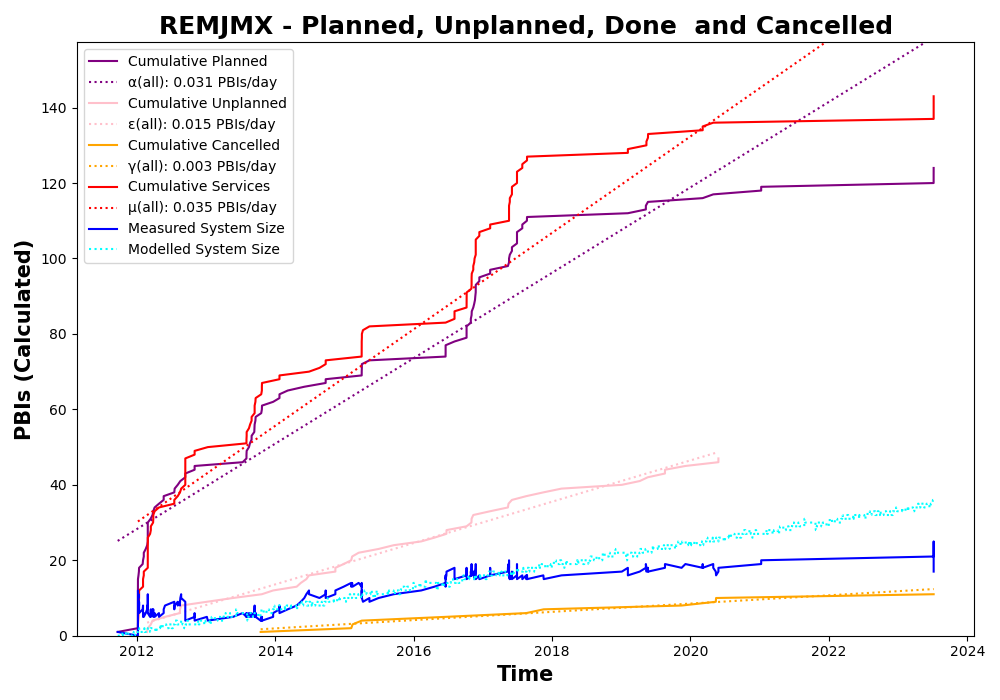 REMJMX - Planned, Unplanned, Done  and Cancelled
Cumulative Planned
α(all): 0.031 PBIs/day
Cumulative Unplanned
ε(all): 0.015 PBIs/day
Cumulative Cancelled
γ(all): 0.003 PBIs/day
Cumulative Services
μ(all): 0.035 PBIs/day
Measured System Size
Modelled System Size
PBIs (Calculated)
140
120
100
80
60
40
20
0
2012 2014 2016 2018 2020 2022 2024
Time